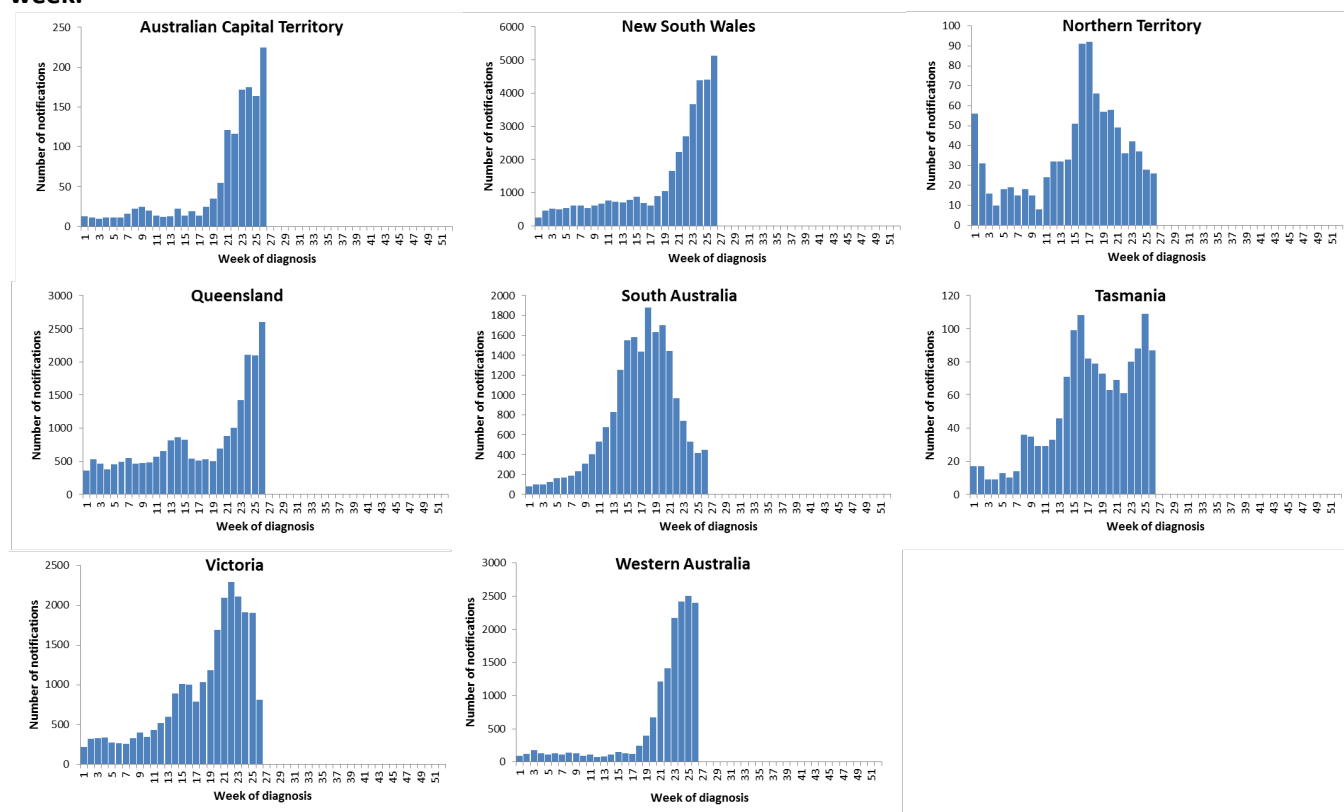 week.
Australian Capital Territory
Number of notifications
250
200
150
100
50
0
1 3 5 7 9 11 13 15 17 19 21 23 25 27 29 31 33 35 37 39 41 43 45 47 49 51
Week of diagnosis
New South Wales
Number of notifications
6000
5000
4000
3000
2000
1000
0
1 3 5 7 9 11 13 15 17 19 21 23 25 27 29 31 33 35 37 39 41 43 45 47 49 51
Week of diagnosis
Northern Territory
Number of notifications
100
90
80
70
60
50
40
30
20
10
0
1 3 5 7 9 11 13 15 17 19 21 23 25 27 29 31 33 35 37 39 41 43 45 47 49 51
Week of diagnosis
Queensland
Number of notifications
3000
2500
2000
1500
1000
500
0
1 3 5 7 9 11 13 15 17 19 21 23 25 27 29 31 33 35 37 39 41 43 45 47 49 51
Week of diagnosis
South Australia
Number of notifications
2000
1800
1600
1400
1200
1000
800
600
400
200
0
1 3 5 7 9 11 13 15 17 19 21 23 25 27 29 31 33 35 37 39 41 43 45 47 49 51
Week of diagnosis
Tasmania
Number of notifications
120
100
80
60
40
20
0
1 3 5 7 9 11 13 15 17 19 21 23 25 27 29 31 33 35 37 39 41 43 45 47 49 51
Week of diagnosis
Victoria
Number of notifications
2500
2000
1500
1000
500
0
1 3 5 7 9 11 13 15 17 19 21 23 25 27 29 31 33 35 37 39 41 43 45 47 49 51
Week of diagnosis
Western Australia
Number of notifications
3000
2500
2000
1500
1000
500
0
1 3 5 7 9 11 13 15 17 19 21 23 25 27 29 31 33 35 37 39 41 43 45 47 49 51
Week of diagnosis